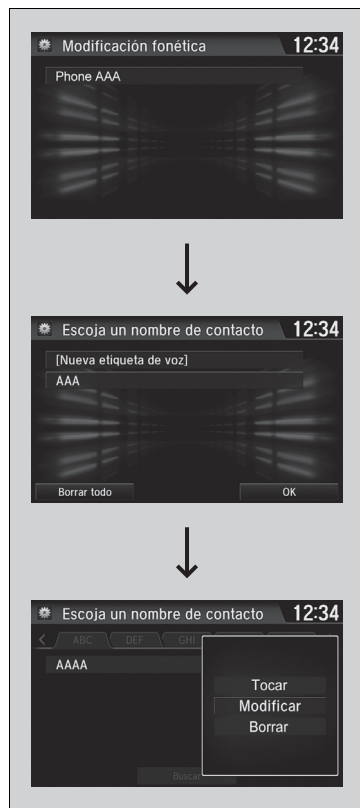 Modificación fonética 12:34
Phone AAA
Escoja un nombre de contacto 12:34
[Nueva etiqueta de voz]
AAA
Borrar todo OK
Escoja un nombre de contacto 12:34
ABC DEF GHI
AAAA
Tocar
Modificar
Borrar
Buscar